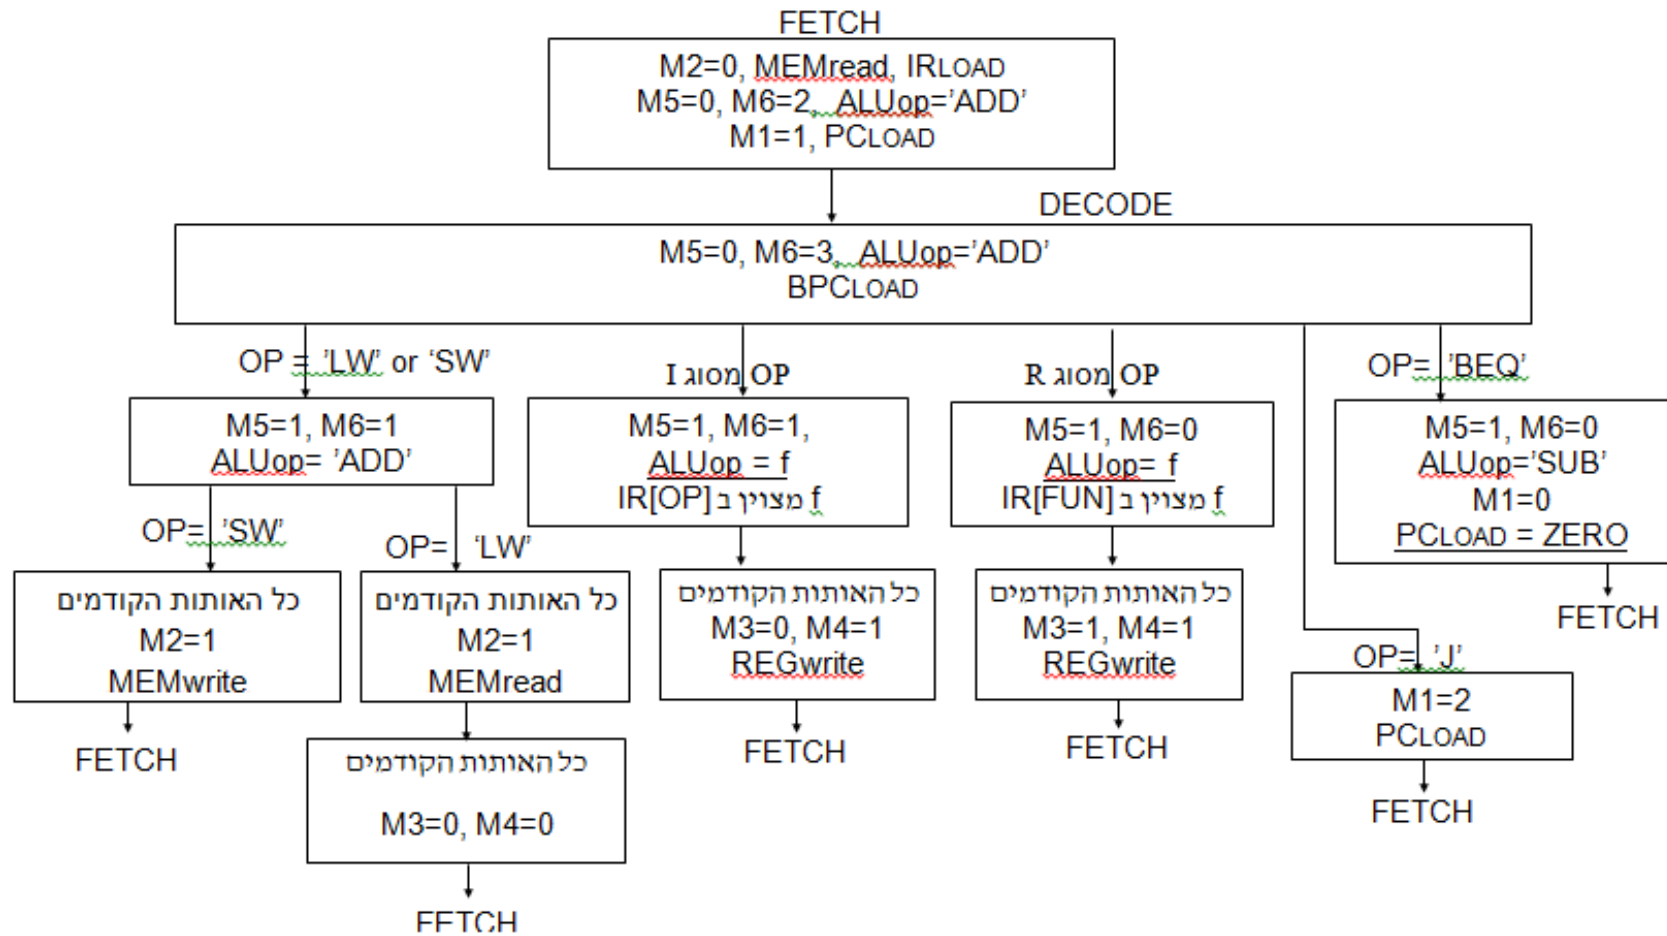 FETCH
M2=0, MEMread, IRLOAD
M5=0, M6=2, ALUop='ADD'
M1=1, PCLOAD
DECODE
M5=0, M6=3, ALUop='ADD'
BPCLOAD
OP = 'LW' or 'SW'
M5=1, M6=1
ALUop= 'ADD'
OP= 'SW'
כל האותות הקודמים
M2=1
MEMwrite
FETCH
OP= 'LW'
כל האותות הקודמים
M2=1
MEMread
כל האותות הקודמים
M3=0, M4=0
FETCH
OP מסוג I
M5=1, M6=1,
ALUop = f
f מצוין ב IR[OP]
כל האותות הקודמים
M3=0, M4=1
REGwrite
FETCH
OP מסוג R
M5=1, M6=0
ALUop= f
f מצוין ב IR[FUN]
כל האותות הקודמים
M3=1, M4=1
REGwrite
FETCH
OP= 'BEQ'
M5=1, M6=0
ALUop='SUB'
M1=0
PCLOAD = ZERO
FETCH
OP= 'J'
M1=2
PCLOAD
FETCH